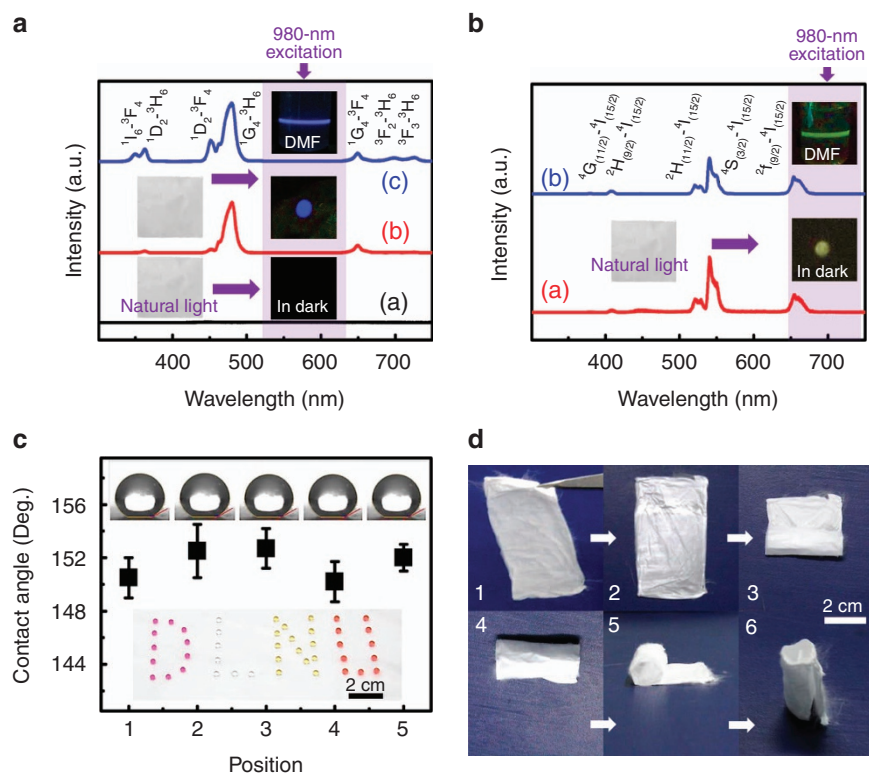 a
980-nm
excitation
¹I₆-³F₄
¹D₂-³H₆
¹D₂-³F₄
¹G₄-³H₆
¹G₄-³F₄
³F₂-³H₆
³F₃-³H₆
DMF
(c)
(b)
Natural light
In dark
(a)
Intensity (a.u.)
300 400 500 600 700
Wavelength (nm)
b
980-nm
excitation
⁴G₍₁₁/₂₎-⁴I₍₁₅/₂₎
²H₍₉/₂₎-⁴I₍₁₅/₂₎
²H₍₁₁/₂₎-⁴I₍₁₅/₂₎
⁴S₍₃/₂₎-⁴I₍₁₅/₂₎
²f₍₉/₂₎-⁴I₍₁₅/₂₎
DMF
(b)
Natural light
In dark
(a)
Intensity (a.u.)
400 500 600 700
Wavelength (nm)
c
Contact angle (Deg.)
156
152
148
144
DLNU
2 cm
1 2 3 4 5
Position
d
1 2 3
2 cm
4 5 6